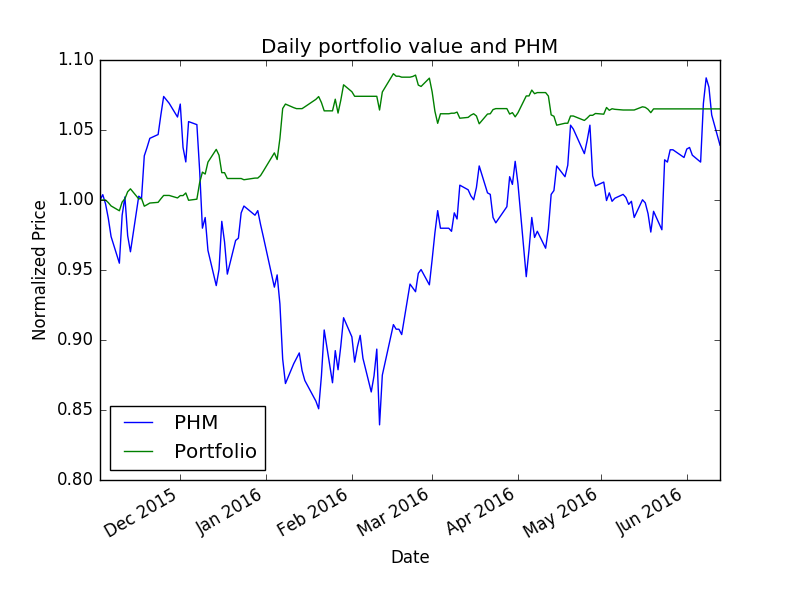 Daily portfolio value and PHM
1.10
1.05
1.00
0.95
0.90
0.85
0.80
Normalized Price
PHM
Portfolio
Dec 2015
Jan 2016
Feb 2016
Mar 2016
Apr 2016
May 2016
Jun 2016
Date